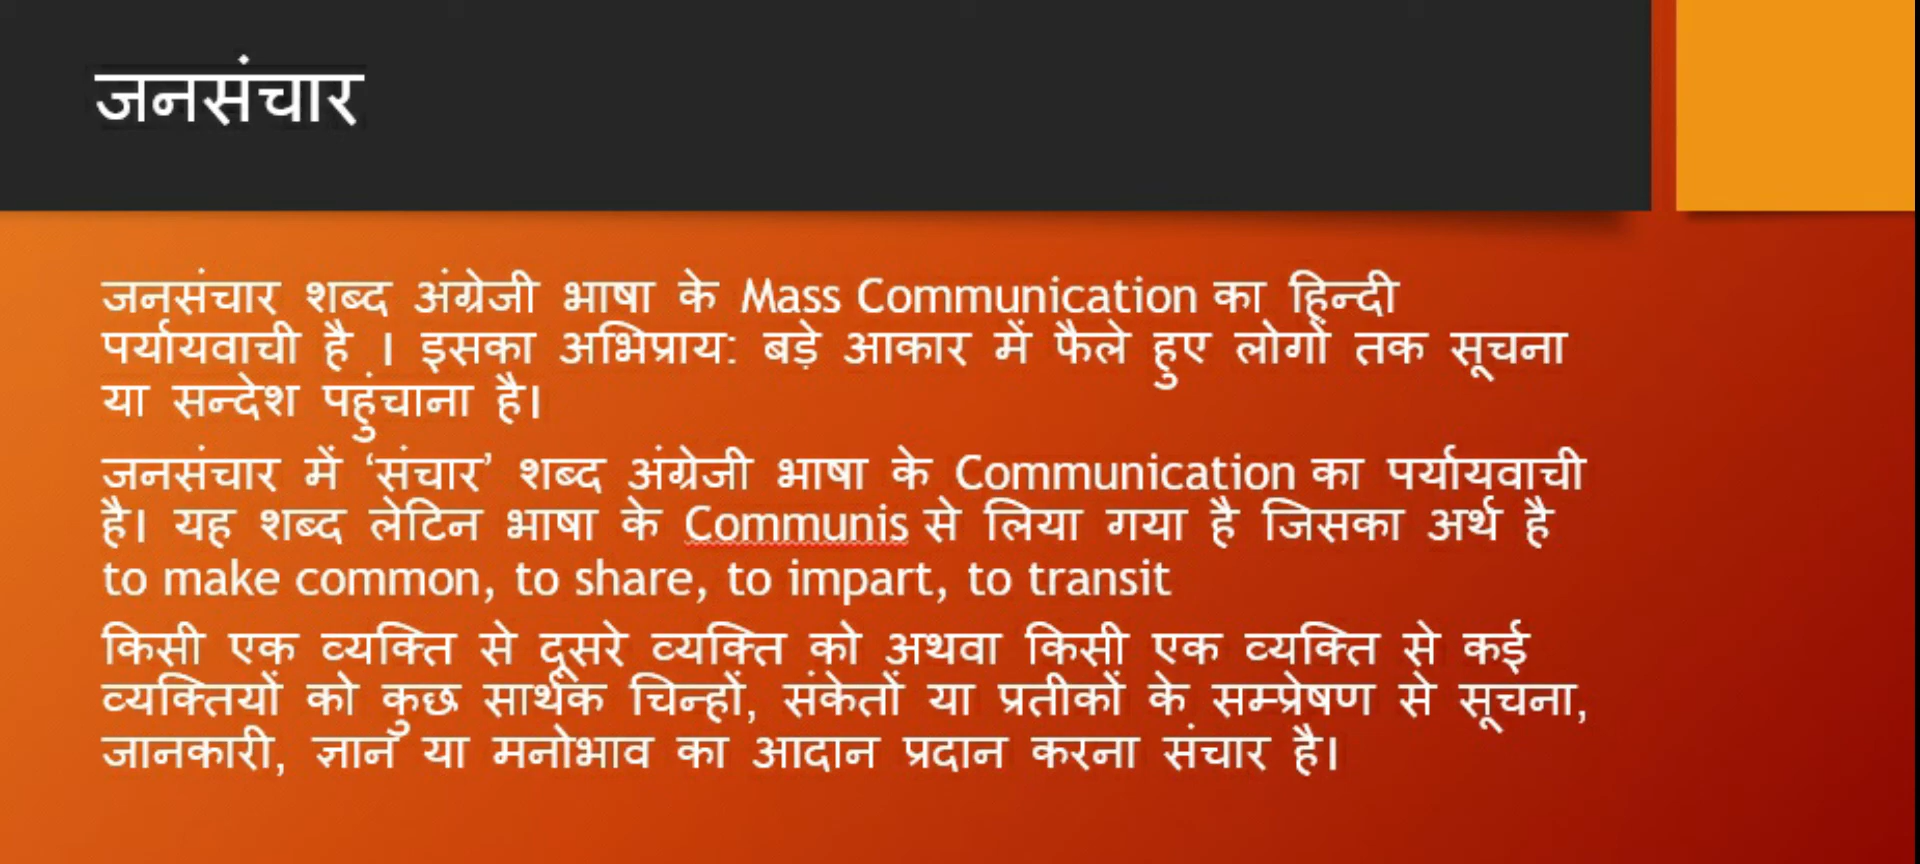 जनसंचार
जनसंचार शब्द अंग्रेजी भाषा के Mass Communication का हिन्दी
पर्यायवाची है । इसका अभिप्राय: बड़े आकार में फैले हुए लोगों तक सूचना
या सन्देश पहुंचाना है।
जनसंचार में ‘संचार’ शब्द अंग्रेजी भाषा के Communication का पर्यायवाची
है। यह शब्द लेटिन भाषा के Communis से लिया गया है जिसका अर्थ है
to make common, to share, to impart, to transit
किसी एक व्यक्ति से दूसरे व्यक्ति को अथवा किसी एक व्यक्ति से कई
व्यक्तियों को कुछ सार्थक चिन्हों, संकेतों या प्रतीकों के सम्प्रेषण से सूचना,
जानकारी, ज्ञान या मनोभाव का आदान प्रदान करना संचार है।